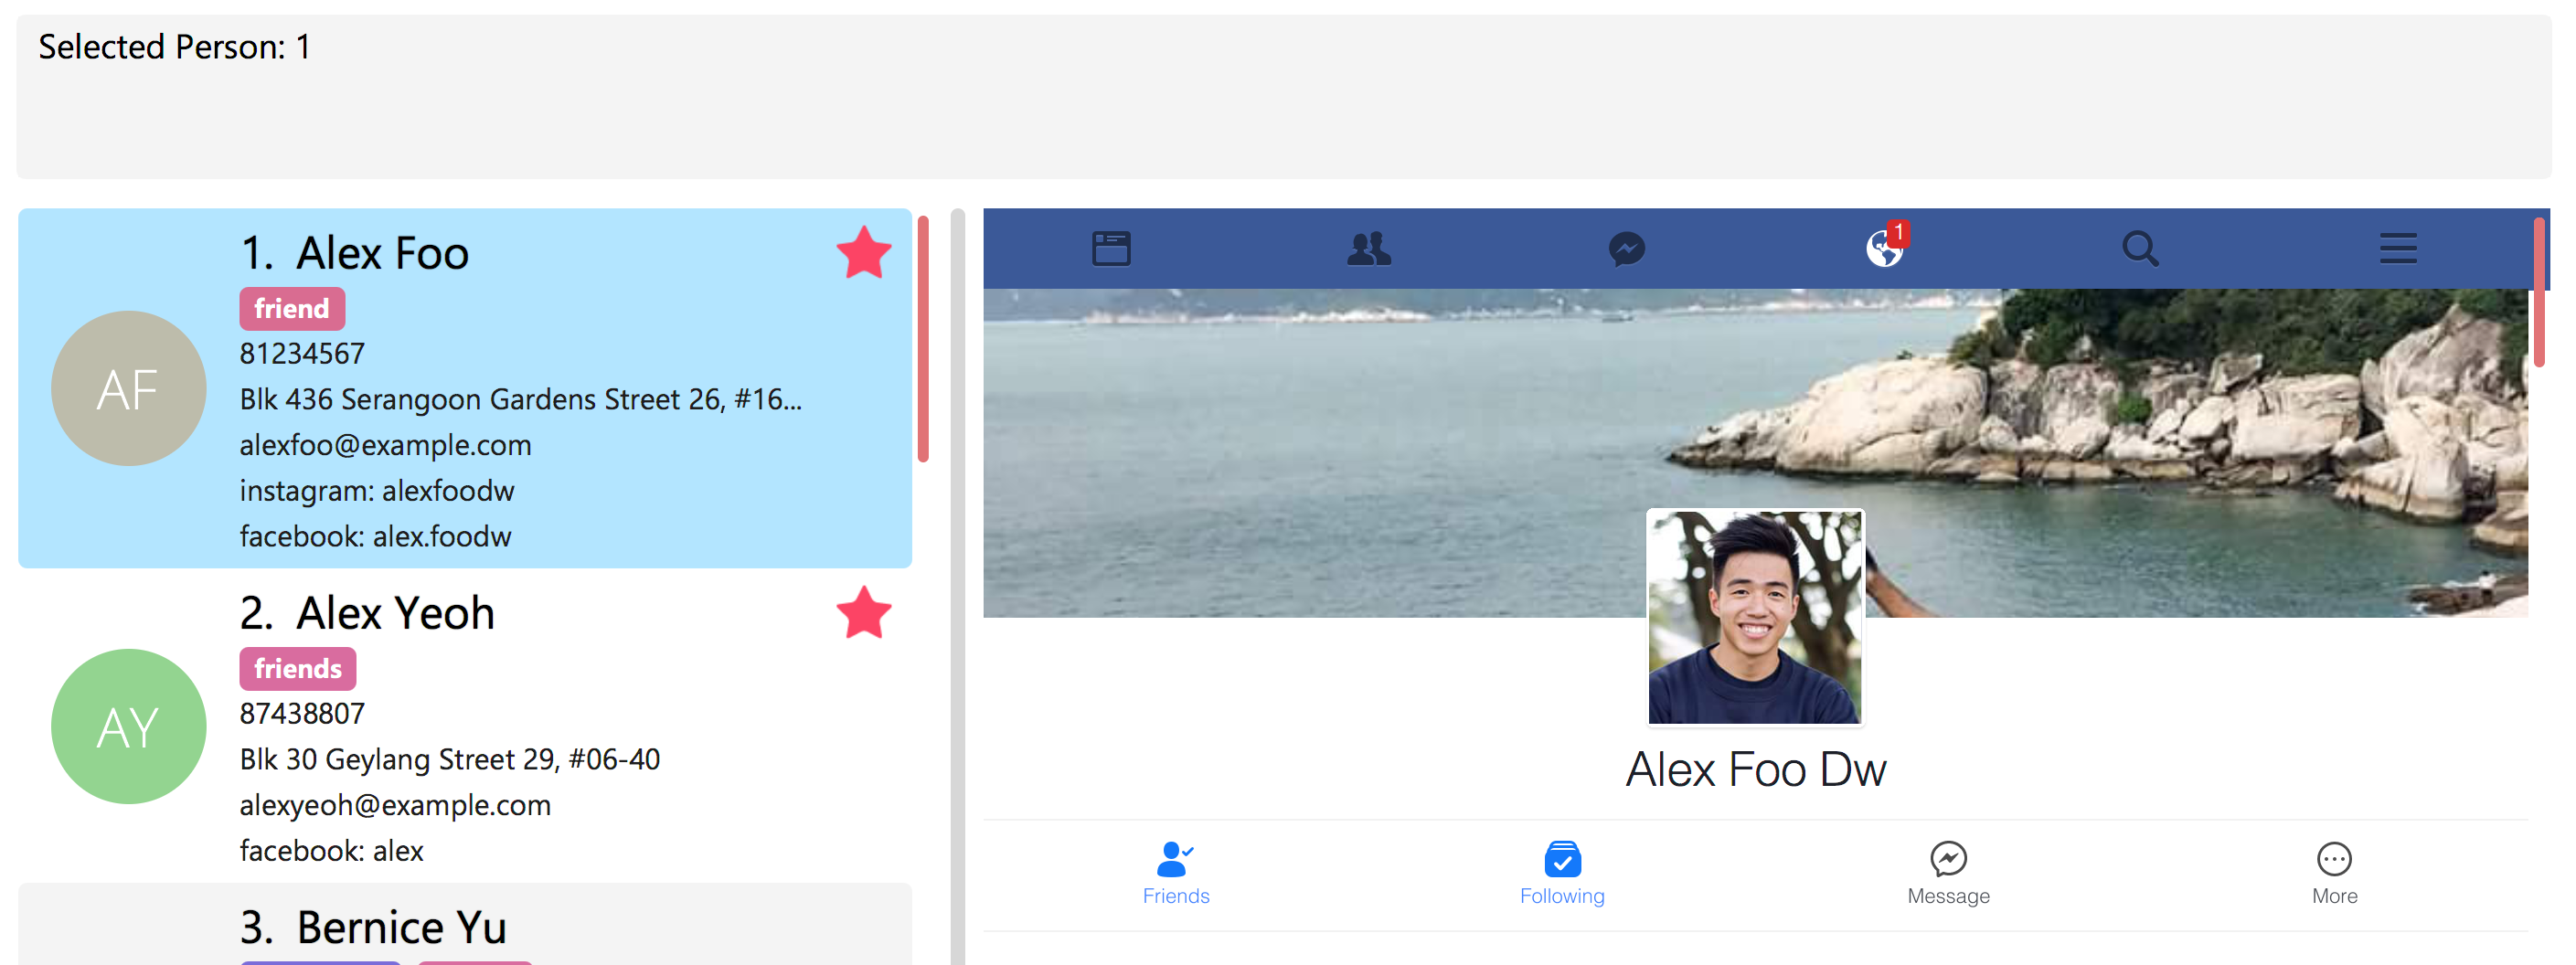 Selected Person: 1
1. Alex Foo
friend
AF
81234567
Blk 436 Serangoon Gardens Street 26, #16...
alexfoo@example.com
instagram: alexfoodw
facebook: alex.foodw
2. Alex Yeoh
friends
AY
87438807
Blk 30 Geylang Street 29, #06-40
alexyeoh@example.com
facebook: alex
3. Bernice Yu
1
Alex Foo Dw
Friends
Following
Message
More